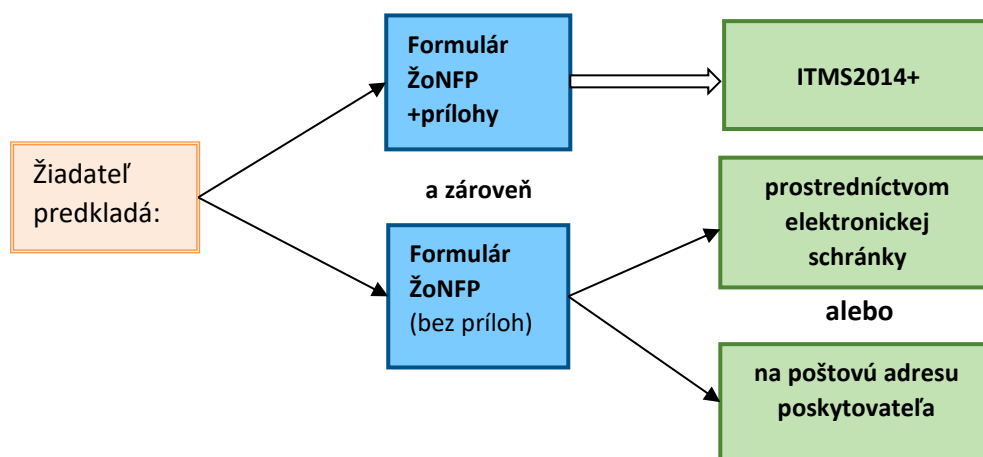 Žiadateľ
predkladá:
Formulár
ŽoNFP
+prílohy
ITMS2014+
a zároveň
Formulár
ŽoNFP
(bez príloh)
prostredníctvom
elektronickej
schránky
alebo
na poštovú adresu
poskytovateľa